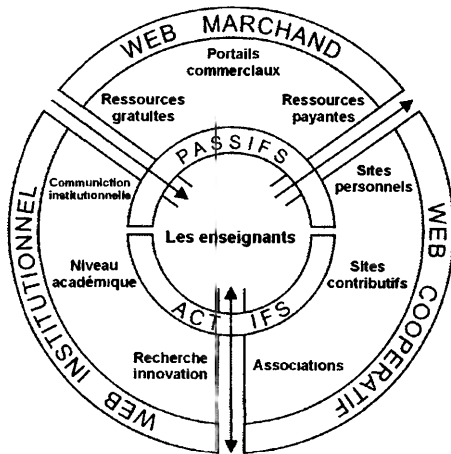 WEB MARCHAND
Portails
commerciaux
Ressources
gratuites
Ressources
payantes
PASSIFS
Communiction
institutionnelle
Sites
personnels
Les enseignants
Niveau
académique
Sites
contributifs
ACTIFS
Recherche
innovation
Associations
WEB INSTITUTIONNEL
WEB COOPERATIF